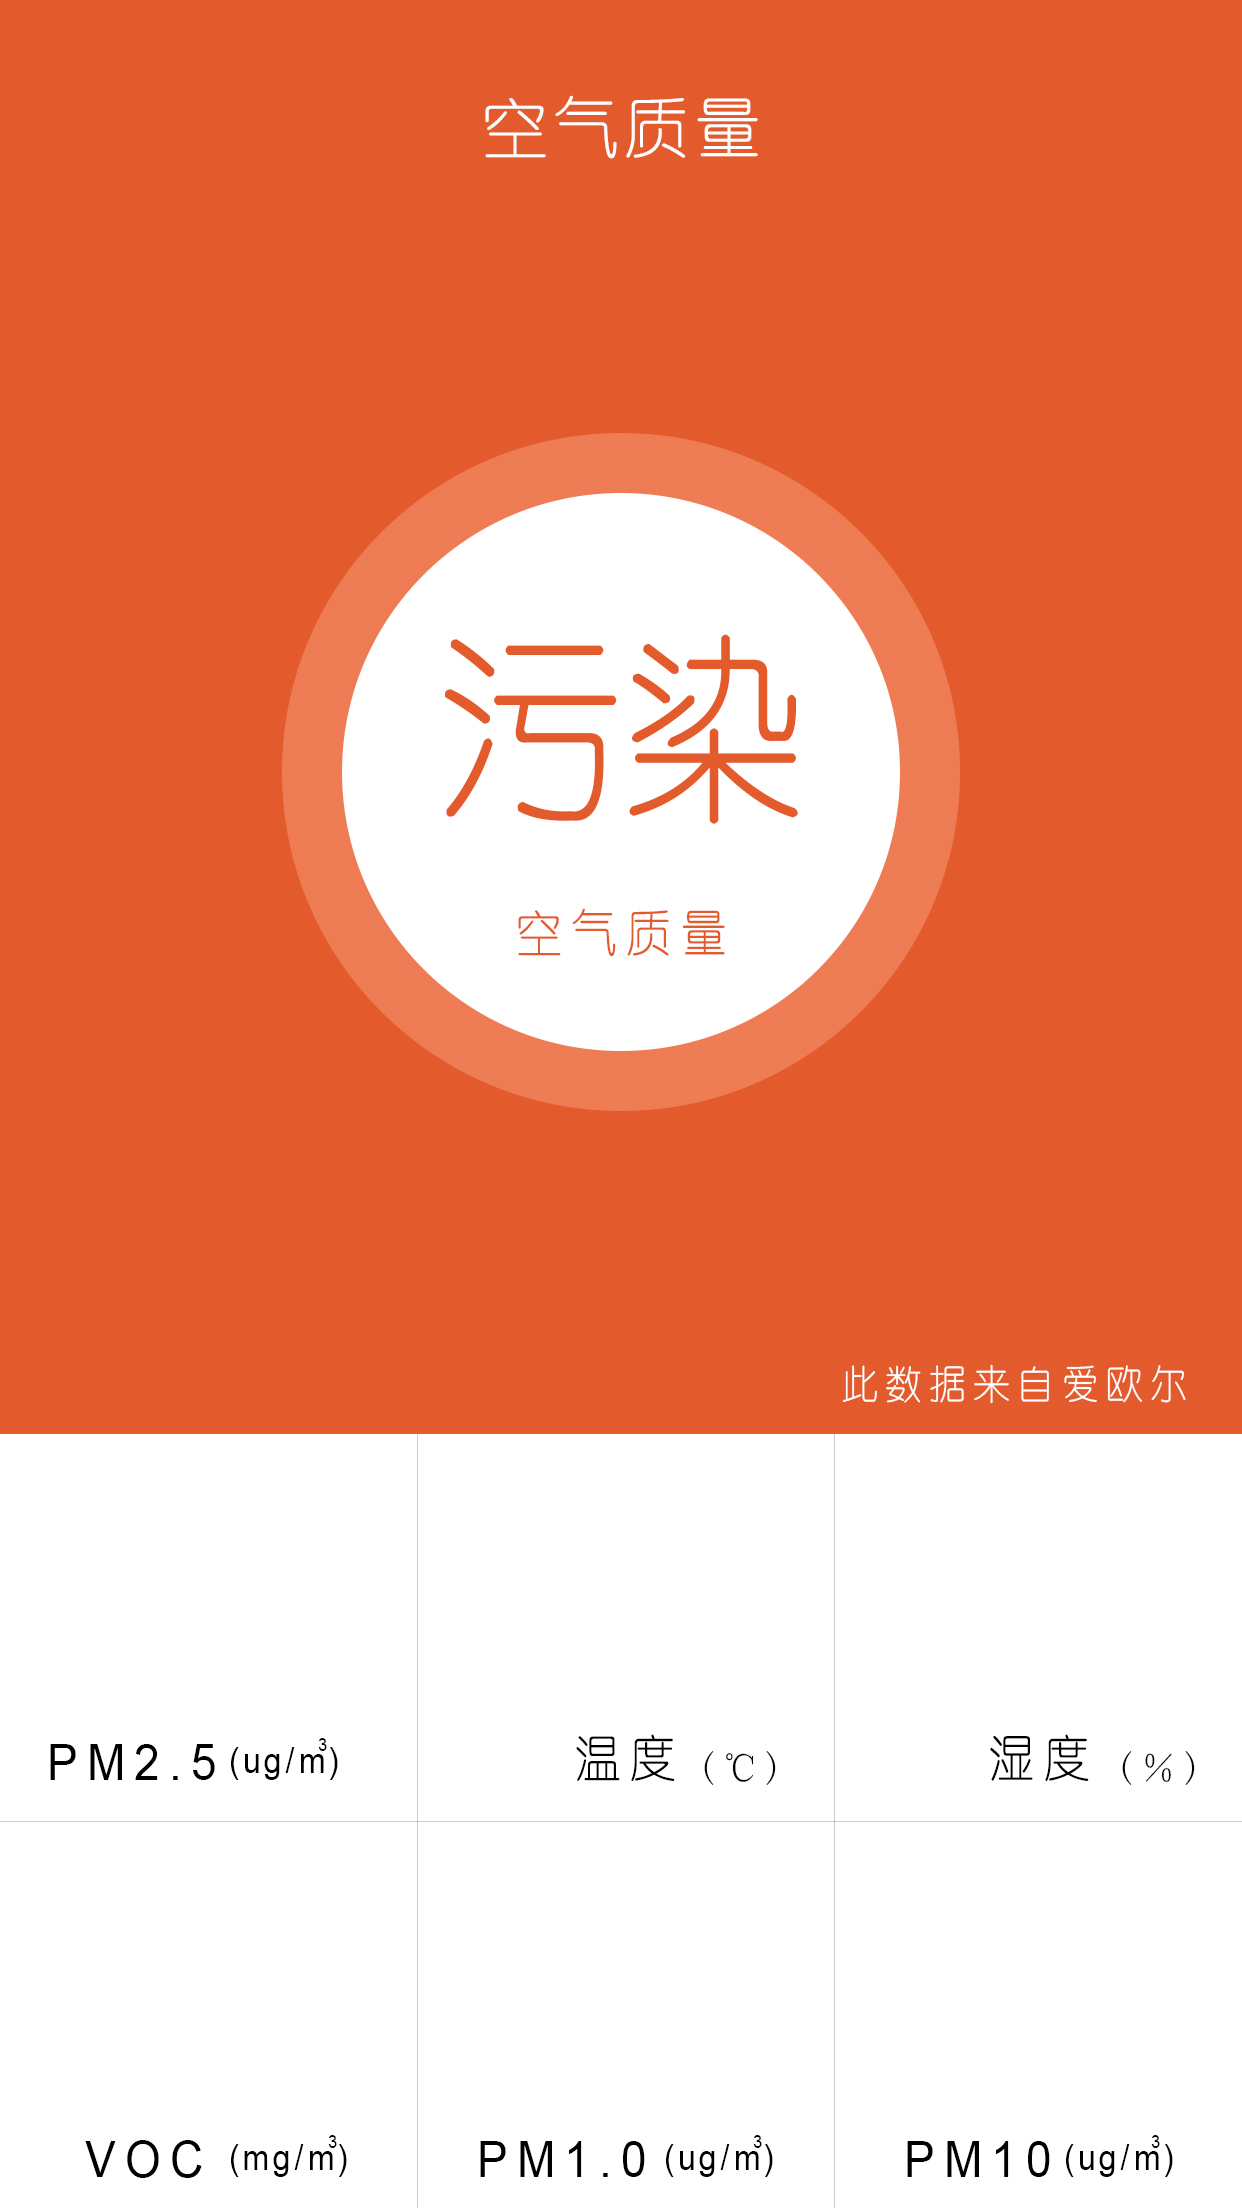 空气质量
污染
空气质量
此数据来自爱欧尔
PM2.5 (ug/m³)
温度 (℃)
湿度 (%)
VOC (mg/m³)
PM1.0 (ug/m³)
PM10 (ug/m³)